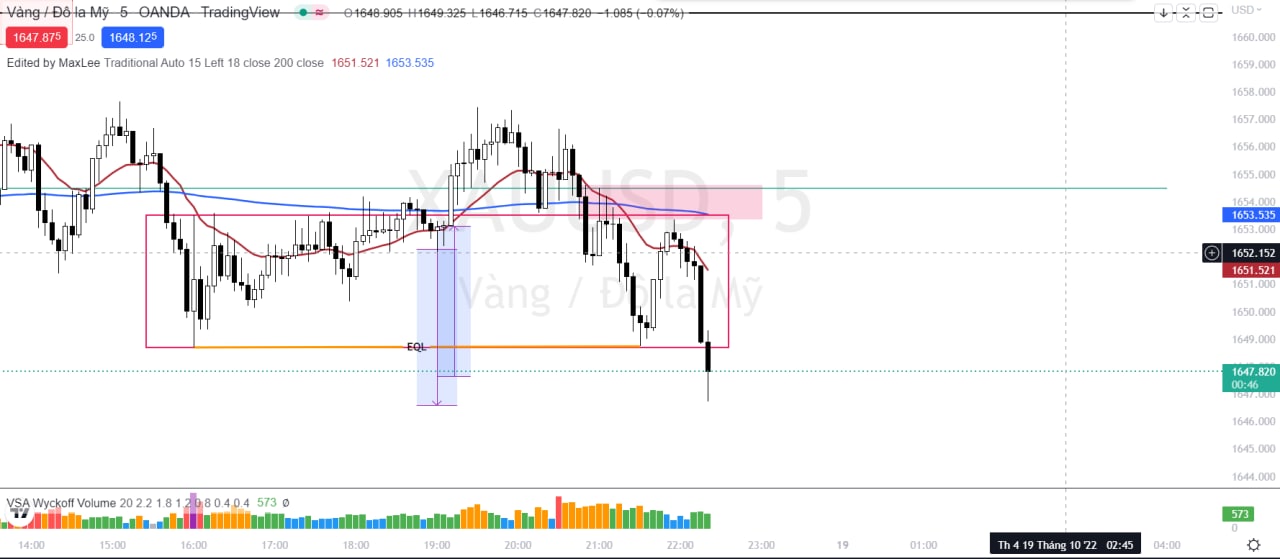 Vàng / Đô la Mỹ 5 OANDA TradingView O1648.905 H1649.325 L1646.715 C1647.820 −1.085 (−0.07%)
USD
1647.875 25.0 1648.125
Edited by MaxLee Traditional Auto 15 Left 18 close 200 close 1651.521 1653.535
XAUUSD, 5
Vàng / Đô la Mỹ
EQL
1660.000
1659.000
1658.000
1657.000
1656.000
1655.000
1654.000
1653.535
1653.000
1652.152
1651.521
1651.000
1650.000
1649.000
1647.820
00:46
1646.000
1645.000
1644.000
VSA Wyckoff Volume 20 2.2 1.8 1.2 0.8 0.4 0.4 573 Ø
573
0
14:00 15:00 16:00 17:00 18:00 19:00 20:00 21:00 22:00 23:00 19 01:00 Th 4 19 Tháng 10 '22 02:45 04:00